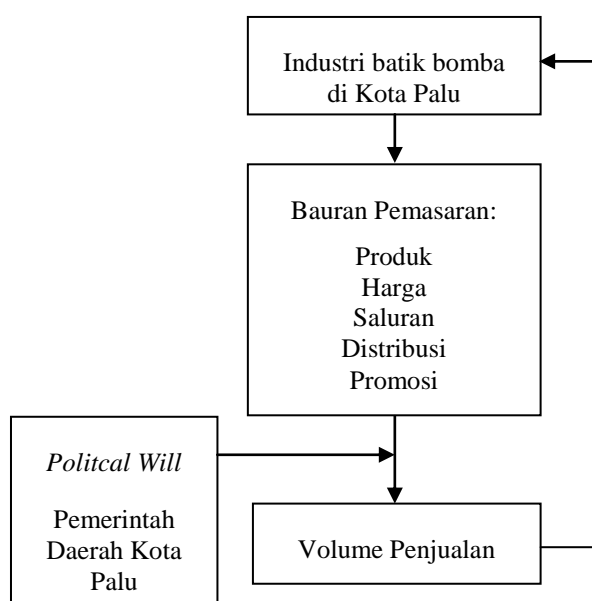 Industri batik bomba
di Kota Palu
Bauran Pemasaran:
Produk
Harga
Saluran
Distribusi
Promosi
Politcal Will
Pemerintah
Daerah Kota
Palu
Volume Penjualan